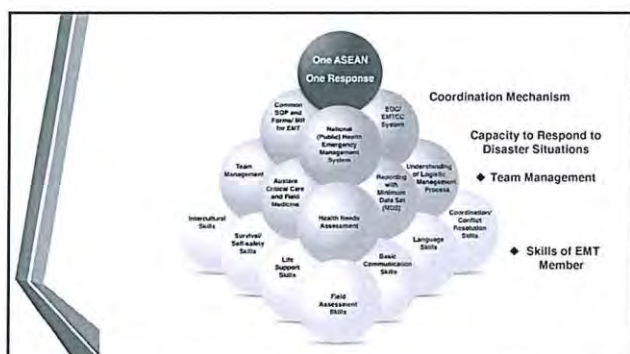 One ASEAN
One Response
Common
SOP and
Forms/ MR
for EMT
EOC/
EMTCC
System
National
(Public) Health
Emergency
Management
System
Team
Management
Austere
Critical Care
and Field
Medicine
Reporting
with
Minimum
Data Set
(MDS)
Understanding
of Logistic
Management
Process
Health Needs
Assessment
Intercultural
Skills
Survival/
Self-safety
Skills
Life
Support
Skills
Field
Assessment
Skills
Basic
Communication
Skills
Language
Skills
Coordination/
Conflict
Resolution
Skills
Coordination Mechanism
Capacity to Respond to
Disaster Situations
◆ Team Management
◆ Skills of EMT
Member